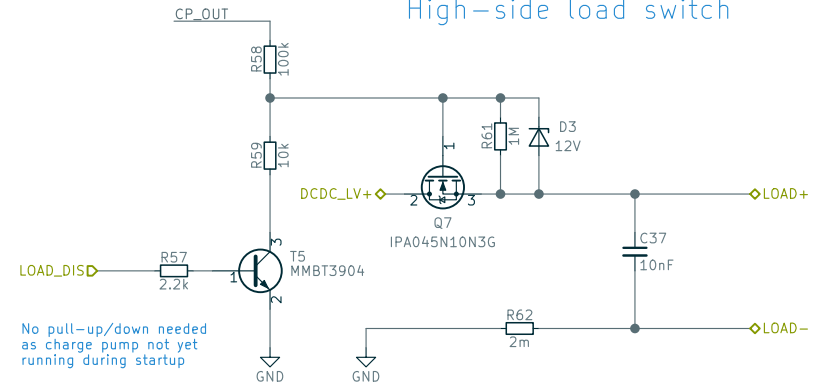 High-side load switch
CP_OUT
R58
100k
R59
10k
R61
1M
D3
12V
1
DCDC_LV+
2
3
LOAD+
Q7
IPA045N10N3G
C37
10nF
3
T5
MMBT3904
R57
LOAD_DIS
1
2.2k
2
R62
2m
LOAD-
No pull-up/down needed
as charge pump not yet
running during startup
GND
GND